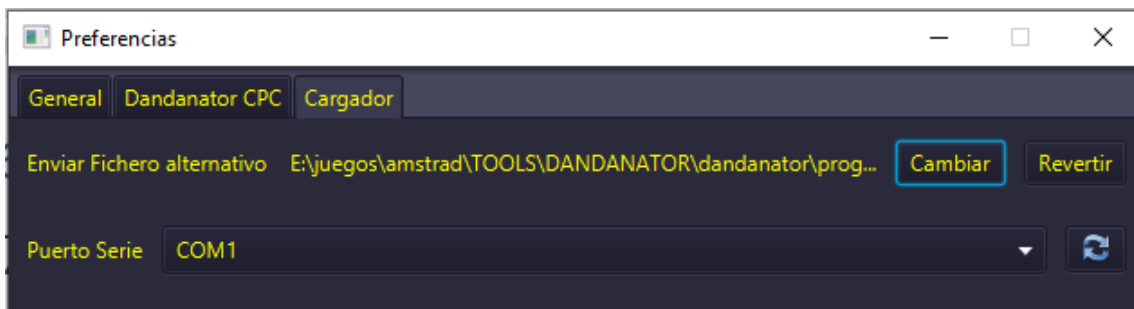 Preferencias
General Dandanator CPC Cargador
Enviar Fichero alternativo E:\juegos\amstrad\TOOLS\DANDANATOR\dandanator\prog... Cambiar Revertir
Puerto Serie COM1